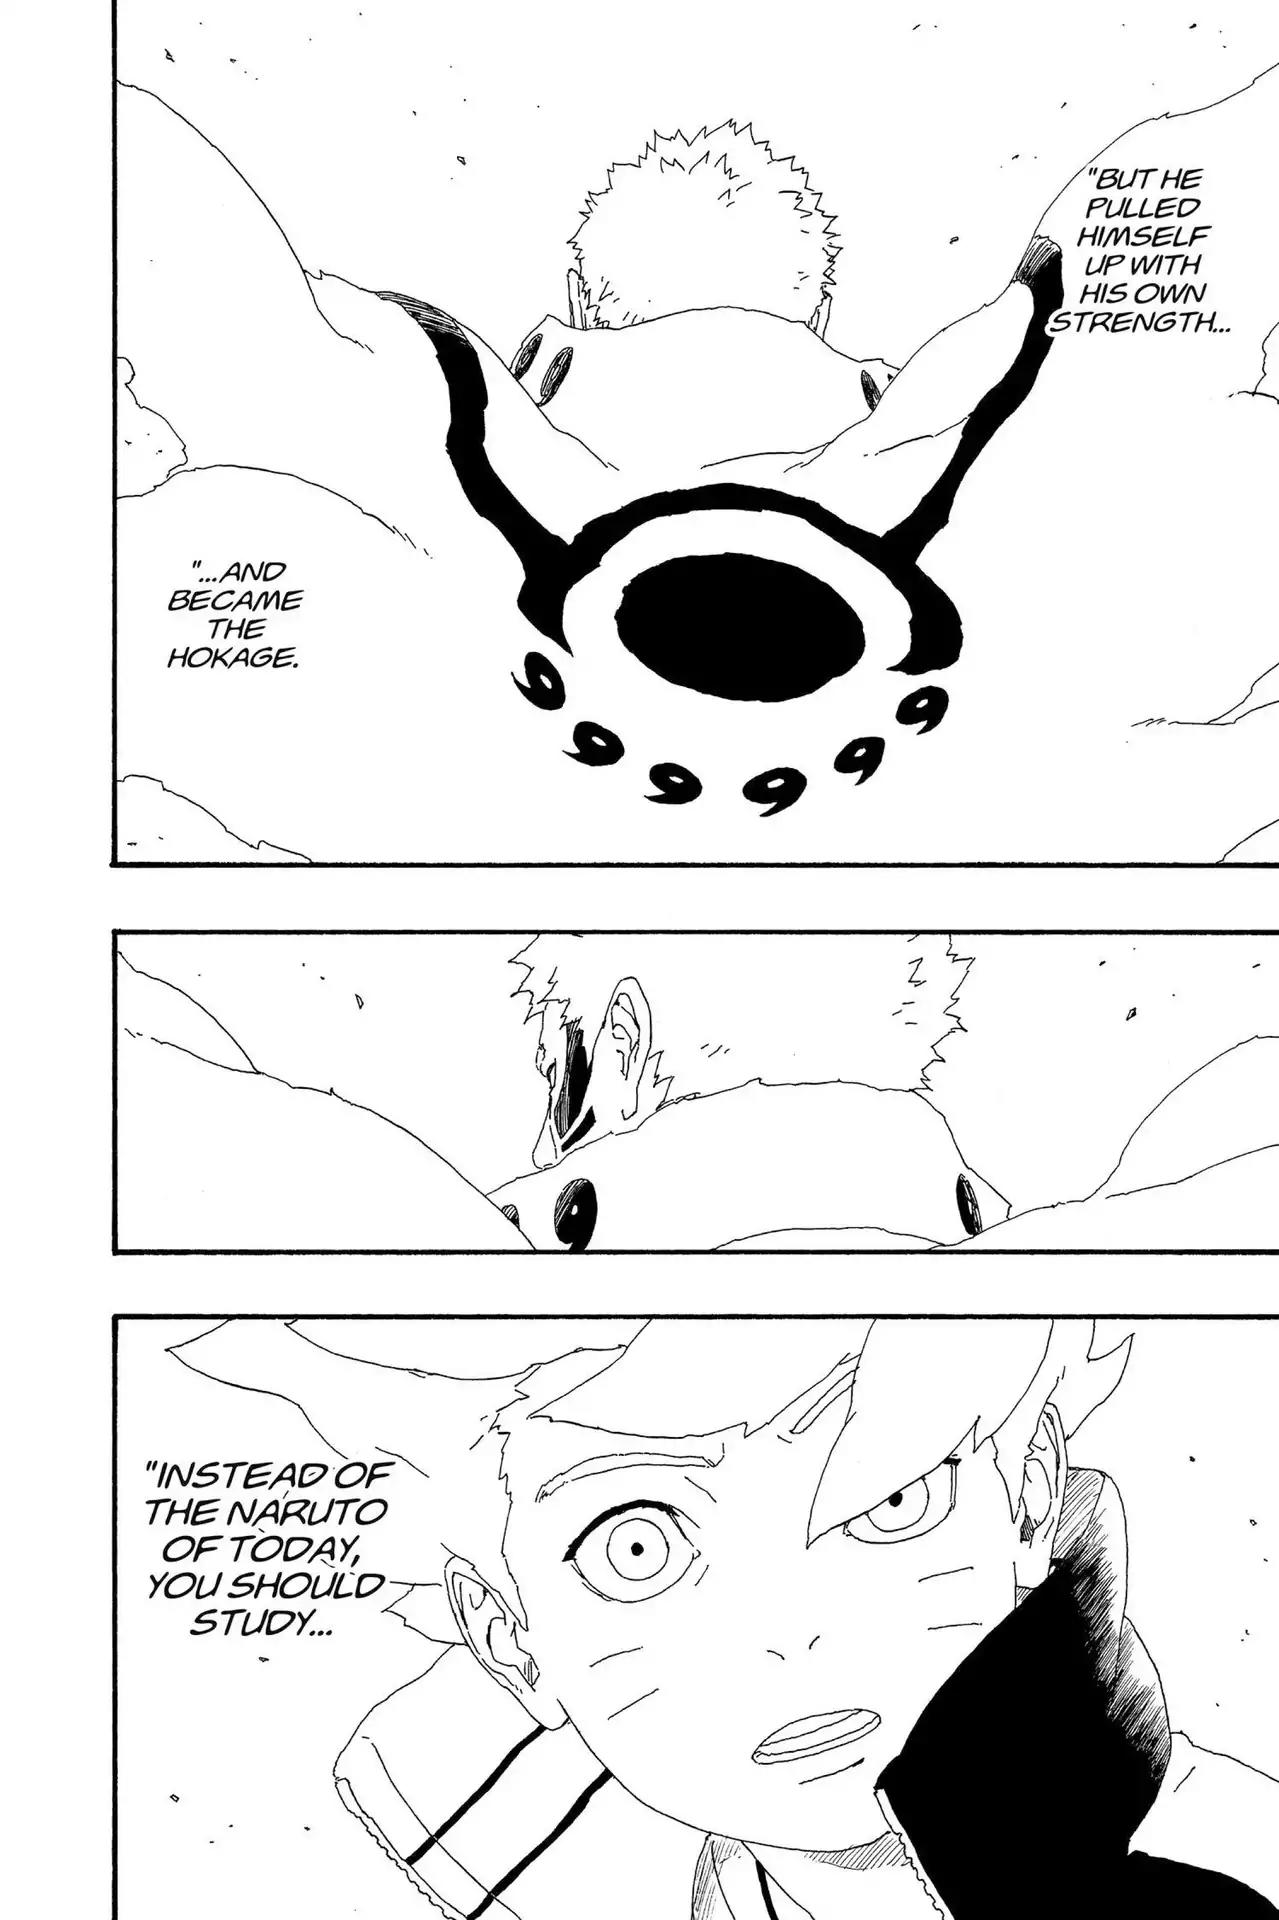 "BUT HE
PULLED
HIMSELF
UP WITH
HIS OWN
STRENGTH...
"...AND
BECAME
THE
HOKAGE.
"INSTEAD OF
THE NARUTO
OF TODAY,
YOU SHOULD
STUDY...